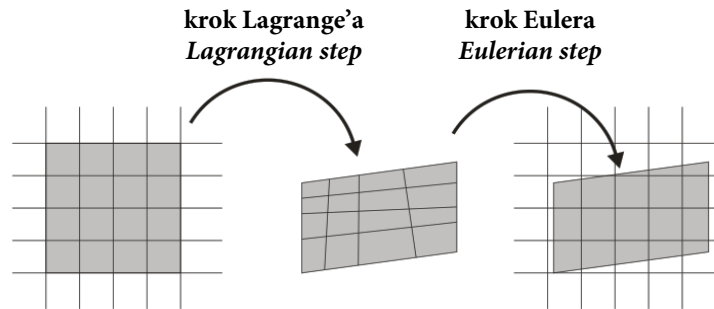 krok Lagrange’a
Lagrangian step
krok Eulera
Eulerian step